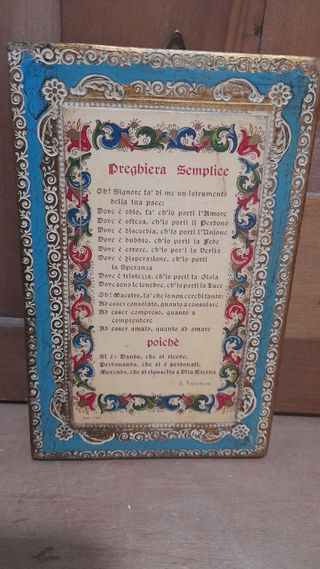 Preghiera Semplice
Oh! Signore fa' di me un istrumento
della tua pace:
Dove è odio, fa' ch'io porti l'Amore
Dove è offesa, ch'io porti il Perdono
Dove è discordia, ch'io porti l'Unione
Dove è dubbio, ch'io porti la Fede
Dove è errore, ch'io porti la Verità
Dove è disperazione, ch'io porti
la Speranza
Dove è tristezza, ch'io porti la Gioia
Dove sono le tenebre, ch'io porti la Luce
Oh! Maestro, fa' che io non cerchi tanto:
Ad esser consolato, quanto a consolare
Ad esser compreso, quanto a
comprendere
Ad esser amato, quanto ad amare
poichè
Si è: Dando, che si riceve,
Perdonando, che si è perdonati,
Morendo, che si risuscita a Vita Eterna